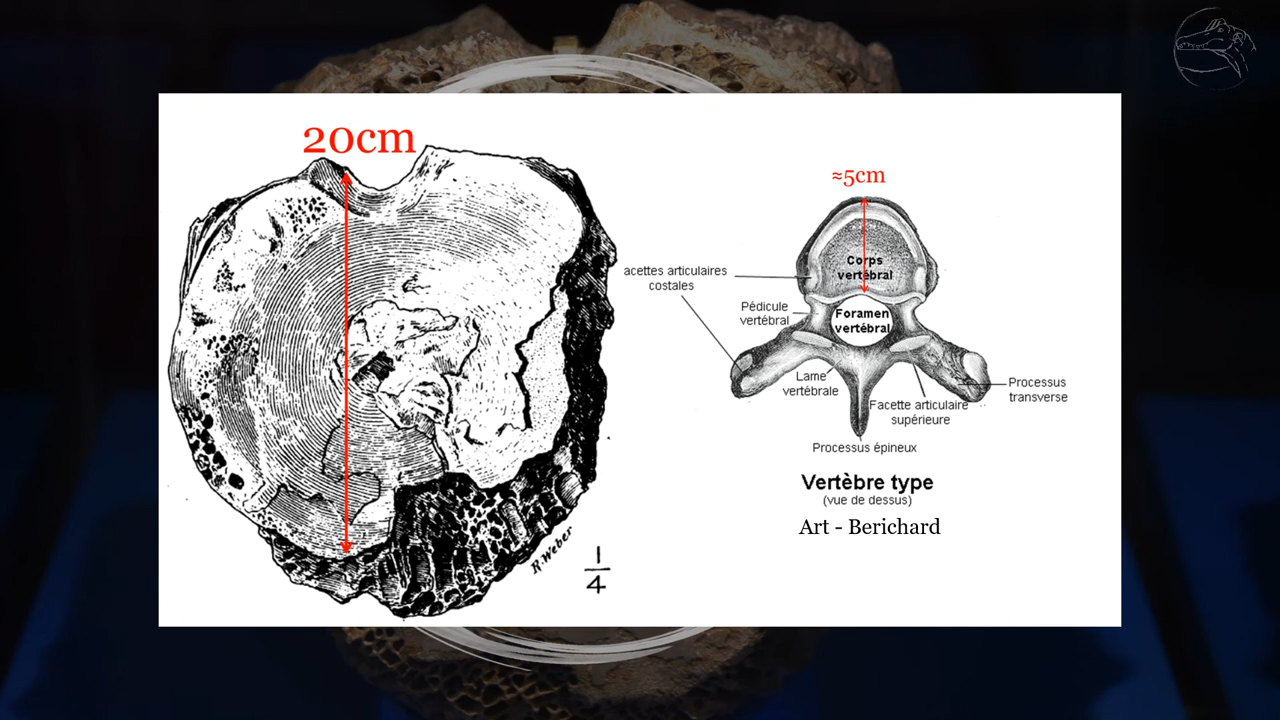 20cm
R. Weber
1
4
≈5cm
acettes articulaires
costales
Corps
vertébral
Pédicule
vertébral
Foramen
vertébral
Lame
vertébrale
Facette articulaire
supérieure
Processus
transverse
Processus épineux
Vertèbre type
(vue de dessus)
Art - Berichard